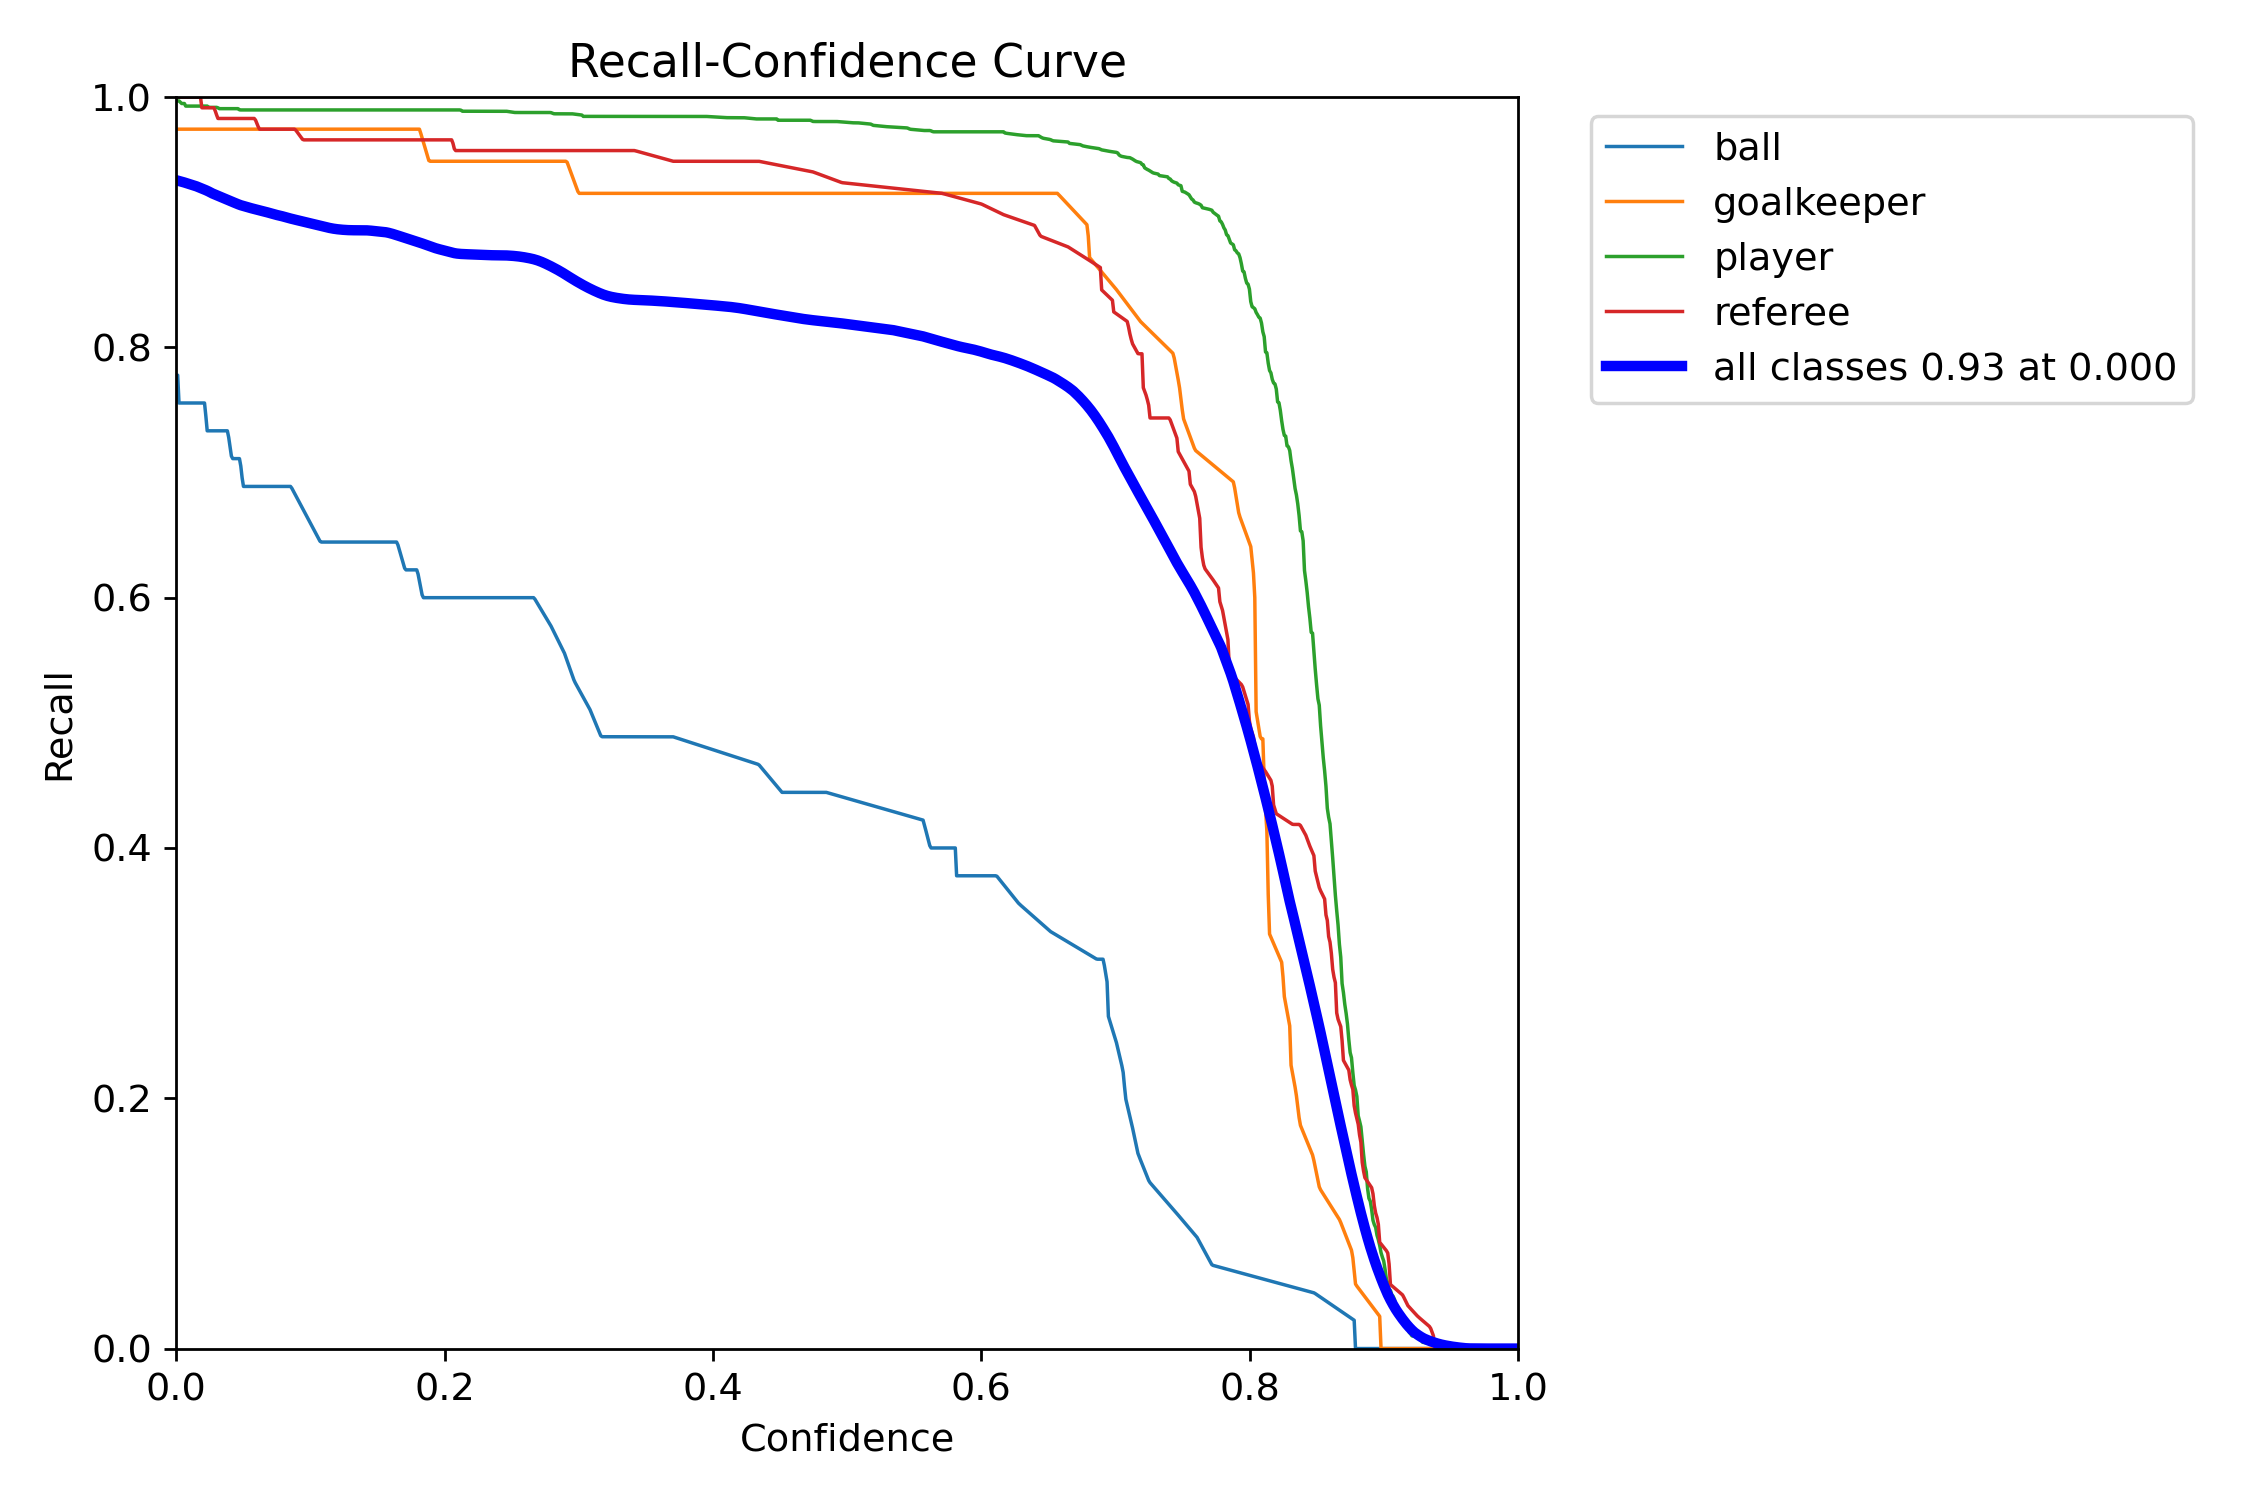 Recall-Confidence Curve
1.0
0.8
0.6
0.4
0.2
0.0
Recall
0.0 0.2 0.4 0.6 0.8 1.0
Confidence
ball
goalkeeper
player
referee
all classes 0.93 at 0.000